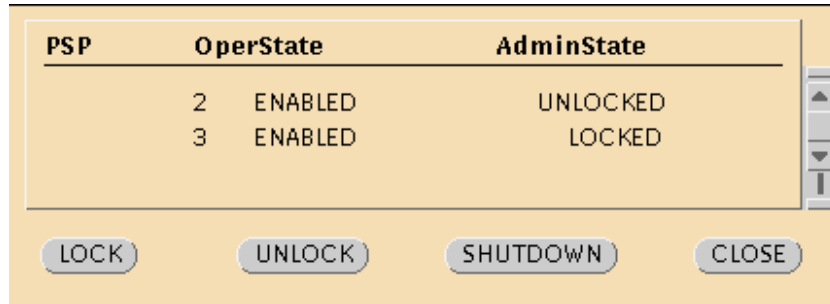 PSP OperState AdminState
2 ENABLED UNLOCKED
3 ENABLED LOCKED
LOCK UNLOCK SHUTDOWN CLOSE